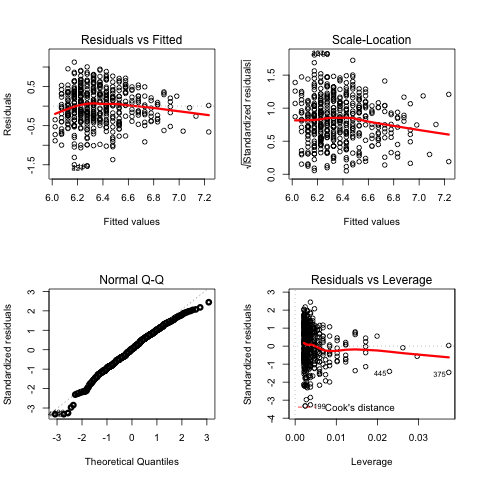 Residuals vs Fitted
Residuals
0.5
-0.5
-1.5
6.0 6.2 6.4 6.6 6.8 7.0 7.2
Fitted values
Scale-Location
√|Standardized residuals|
1.5
1.0
0.5
0.0
6.0 6.2 6.4 6.6 6.8 7.0 7.2
Fitted values
Normal Q-Q
Standardized residuals
3
2
1
0
-1
-2
-3
-3 -2 -1 0 1 2 3
Theoretical Quantiles
Residuals vs Leverage
Standardized residuals
3
2
1
0
-1
-2
-3
-4
445
375
199
Cook's distance
0.00 0.01 0.02 0.03
Leverage